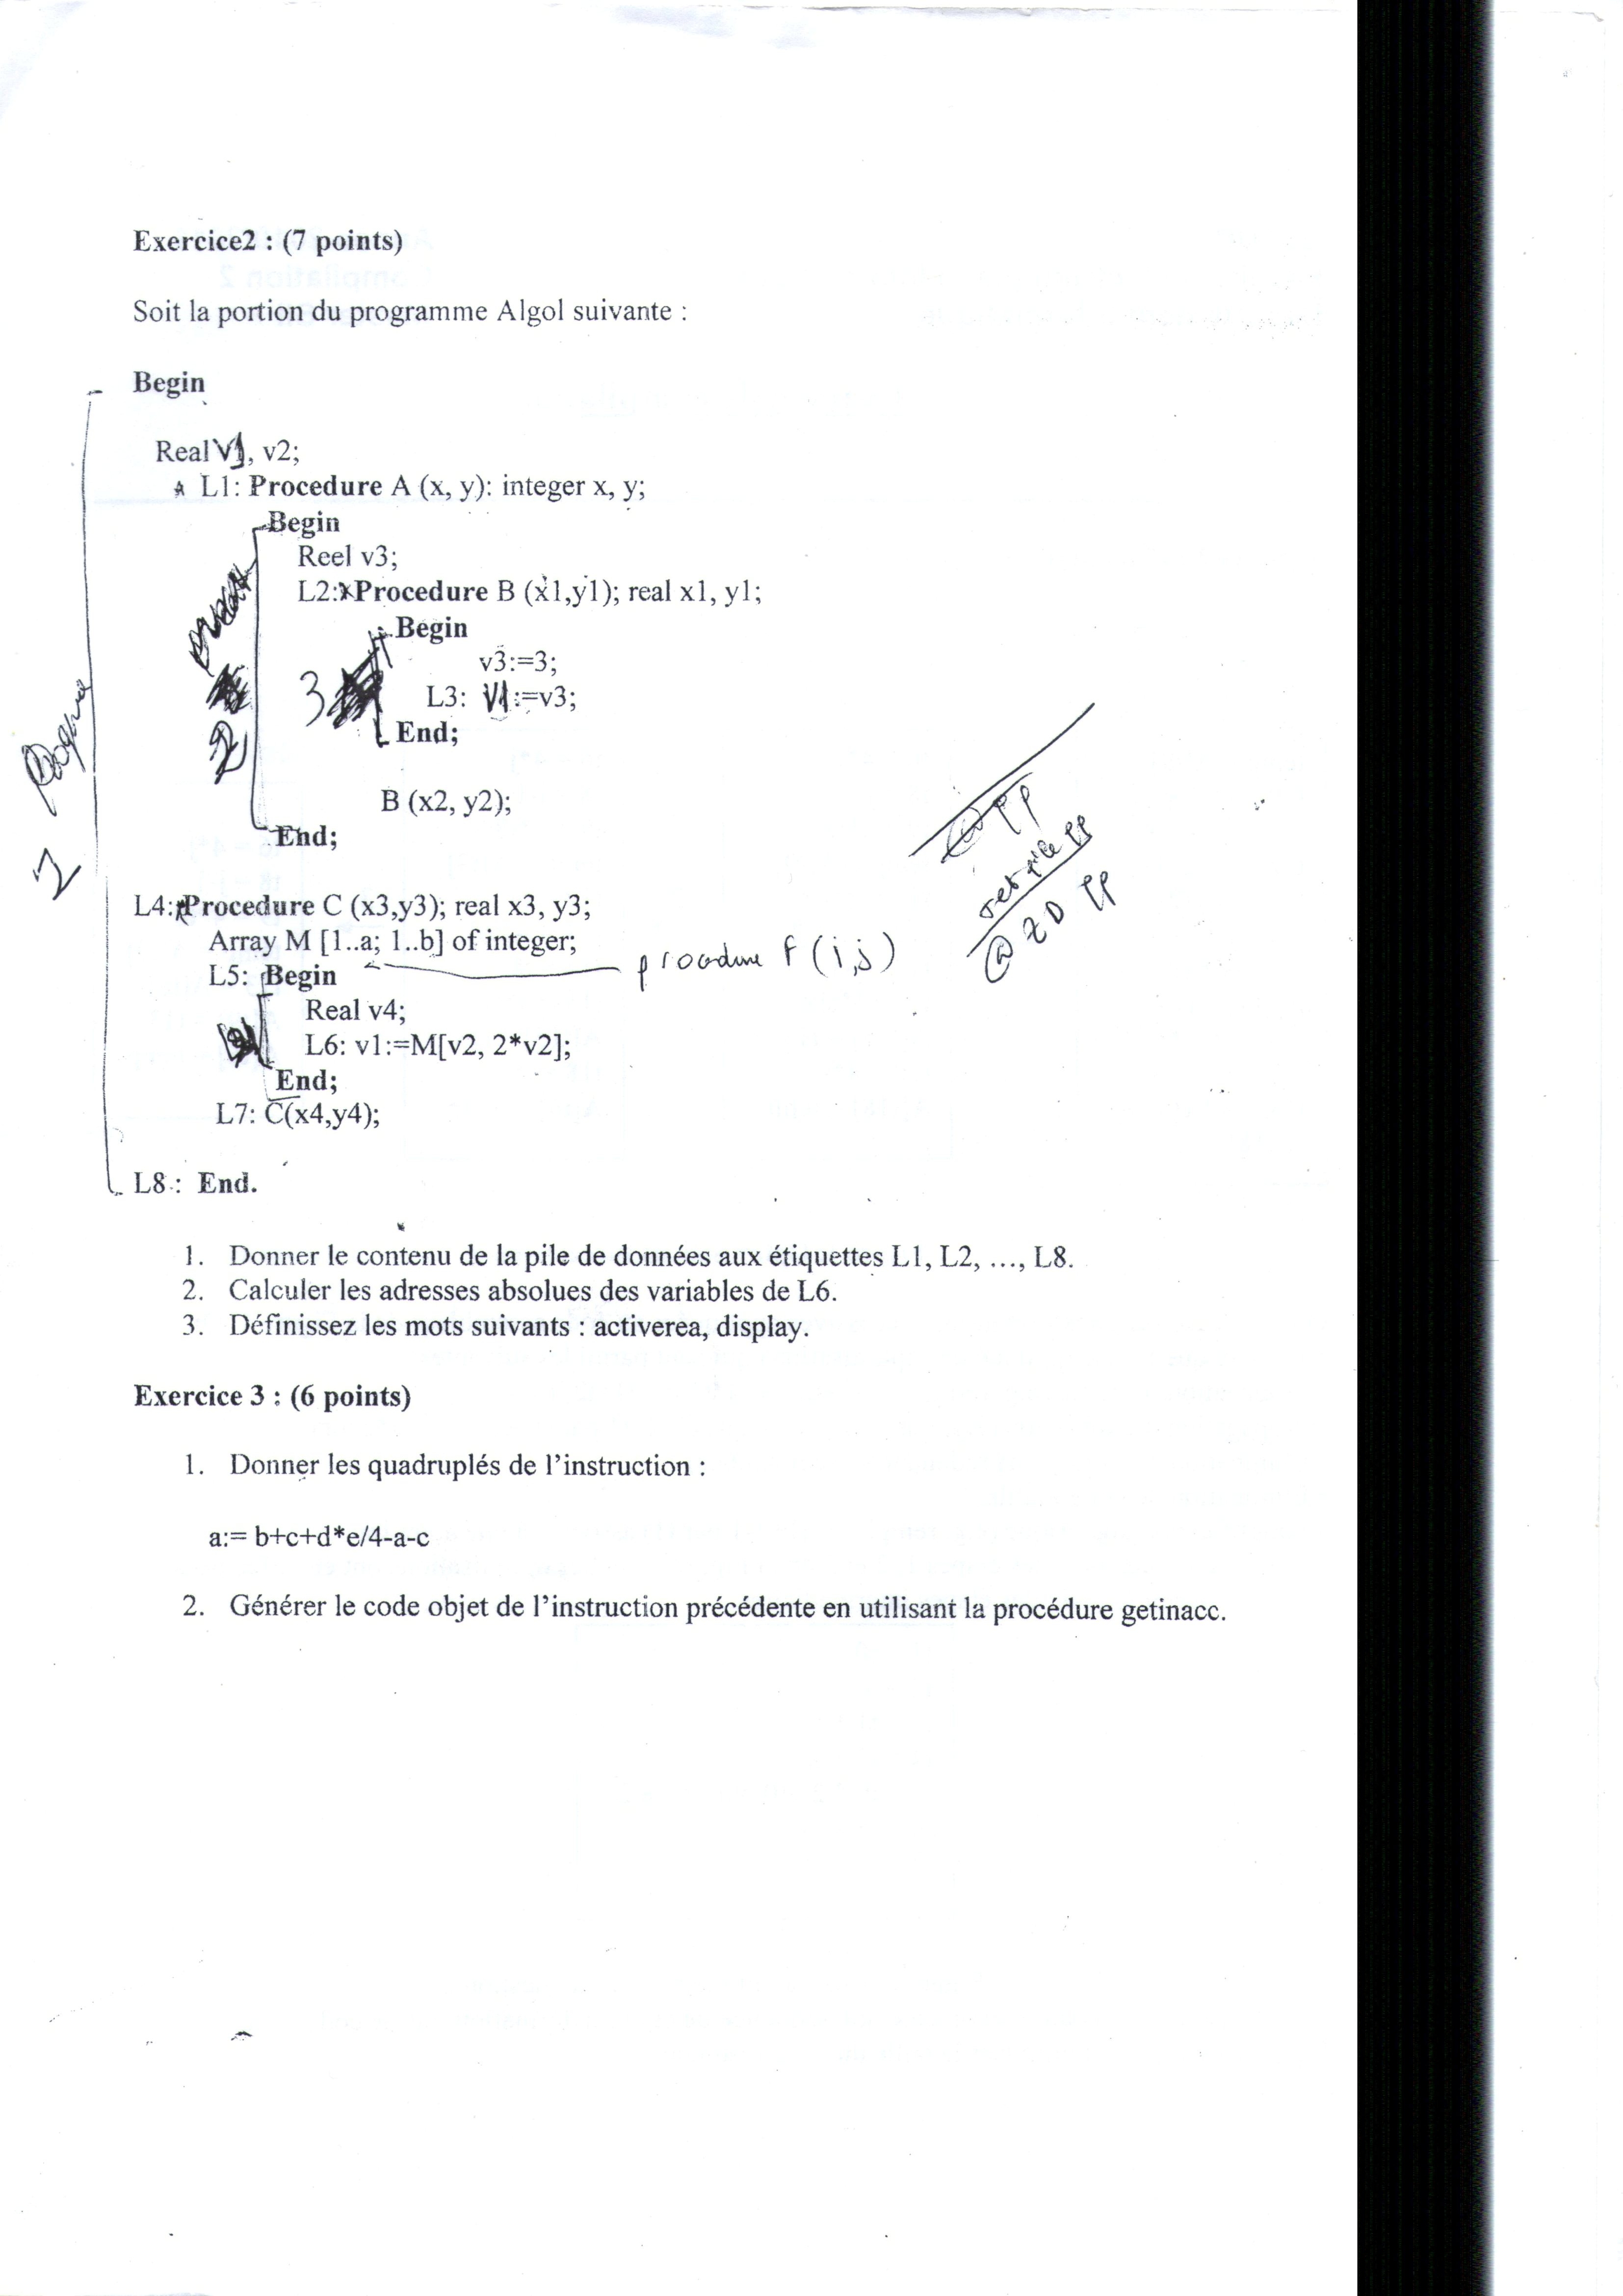 Exercice2 : (7 points)
Soit la portion du programme Algol suivante :
Begin
Real V1, v2;
L1: Procedure A (x, y): integer x, y;
Begin
Reel v3;
L2: Procedure B (x1,y1); real x1, y1;
Begin
v3:=3;
3
L3: V1:=v3;
2
End;
B (x2, y2);
End;
@ pp
@ ZD pp
L4: Procedure C (x3,y3); real x3, y3;
Array M [1..a; 1..b] of integer;
procedure f (i,j)
L5: Begin
Real v4;
L6: v1:=M[v2, 2*v2];
End;
L7: C(x4,y4);
L8 : End.
1. Donner le contenu de la pile de données aux étiquettes L1, L2, ..., L8.
2. Calculer les adresses absolues des variables de L6.
3. Définissez les mots suivants : activerea, display.
Exercice 3 : (6 points)
1. Donner les quadruplés de l'instruction :
a:= b+c+d*e/4-a-c
2. Générer le code objet de l'instruction précédente en utilisant la procédure getinacc.